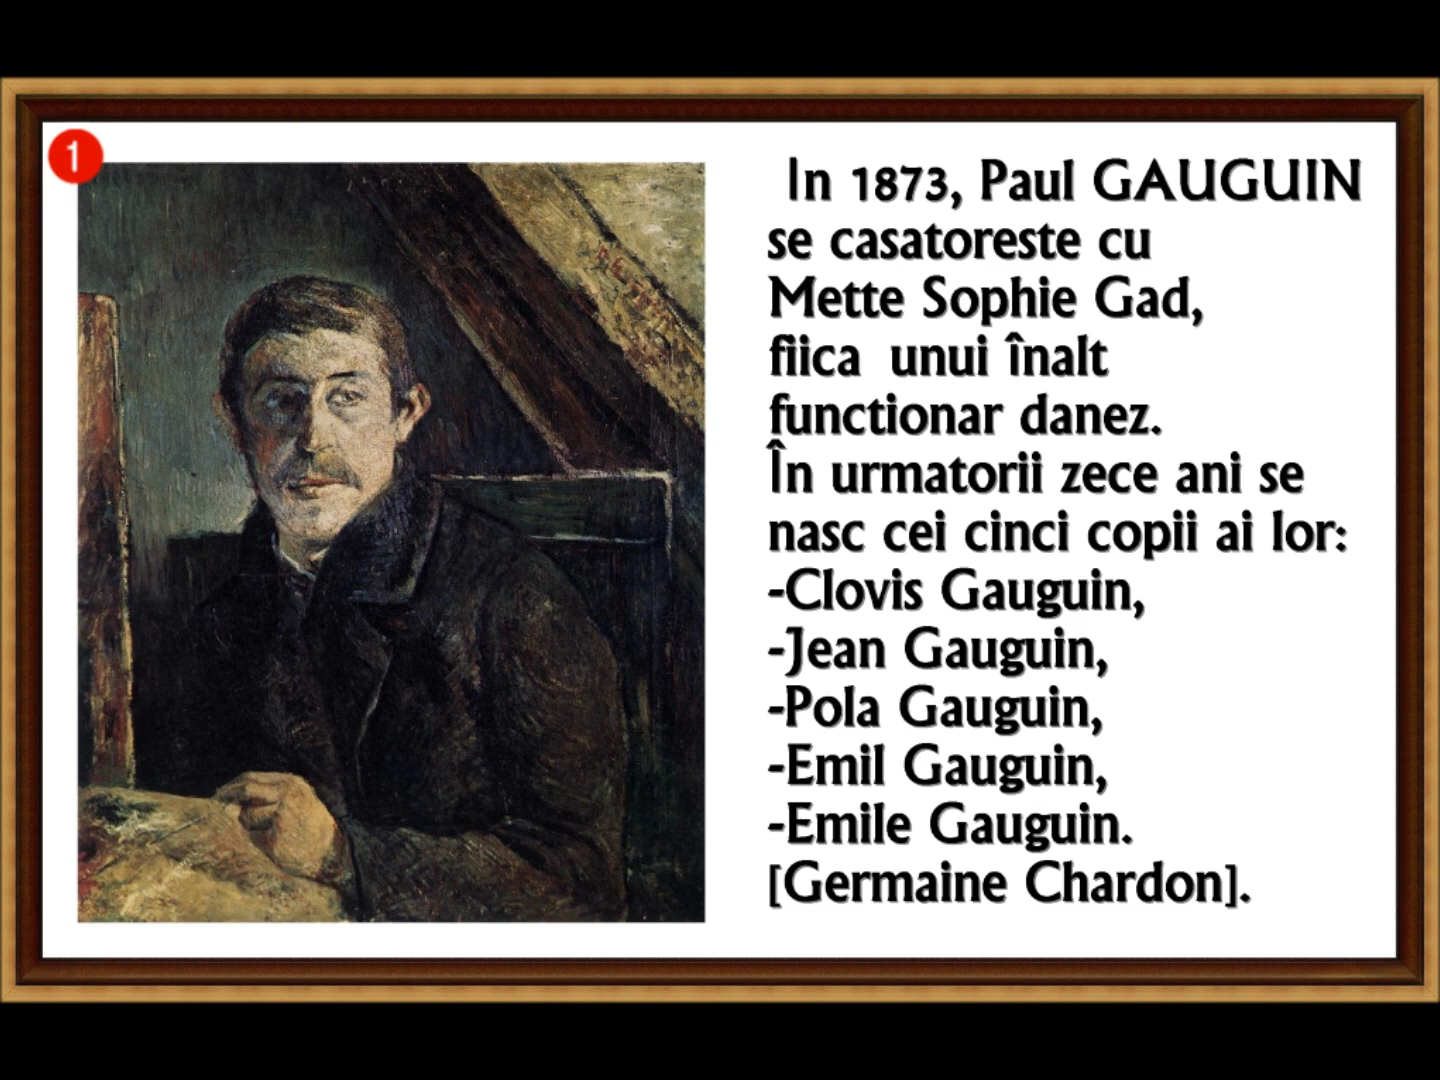 1
In 1873, Paul GAUGUIN
se casatoreste cu
Mette Sophie Gad,
fiica unui înalt
functionar danez.
În urmatorii zece ani se
nasc cei cinci copii ai lor:
-Clovis Gauguin,
-Jean Gauguin,
-Pola Gauguin,
-Emil Gauguin,
-Emile Gauguin.
[Germaine Chardon].